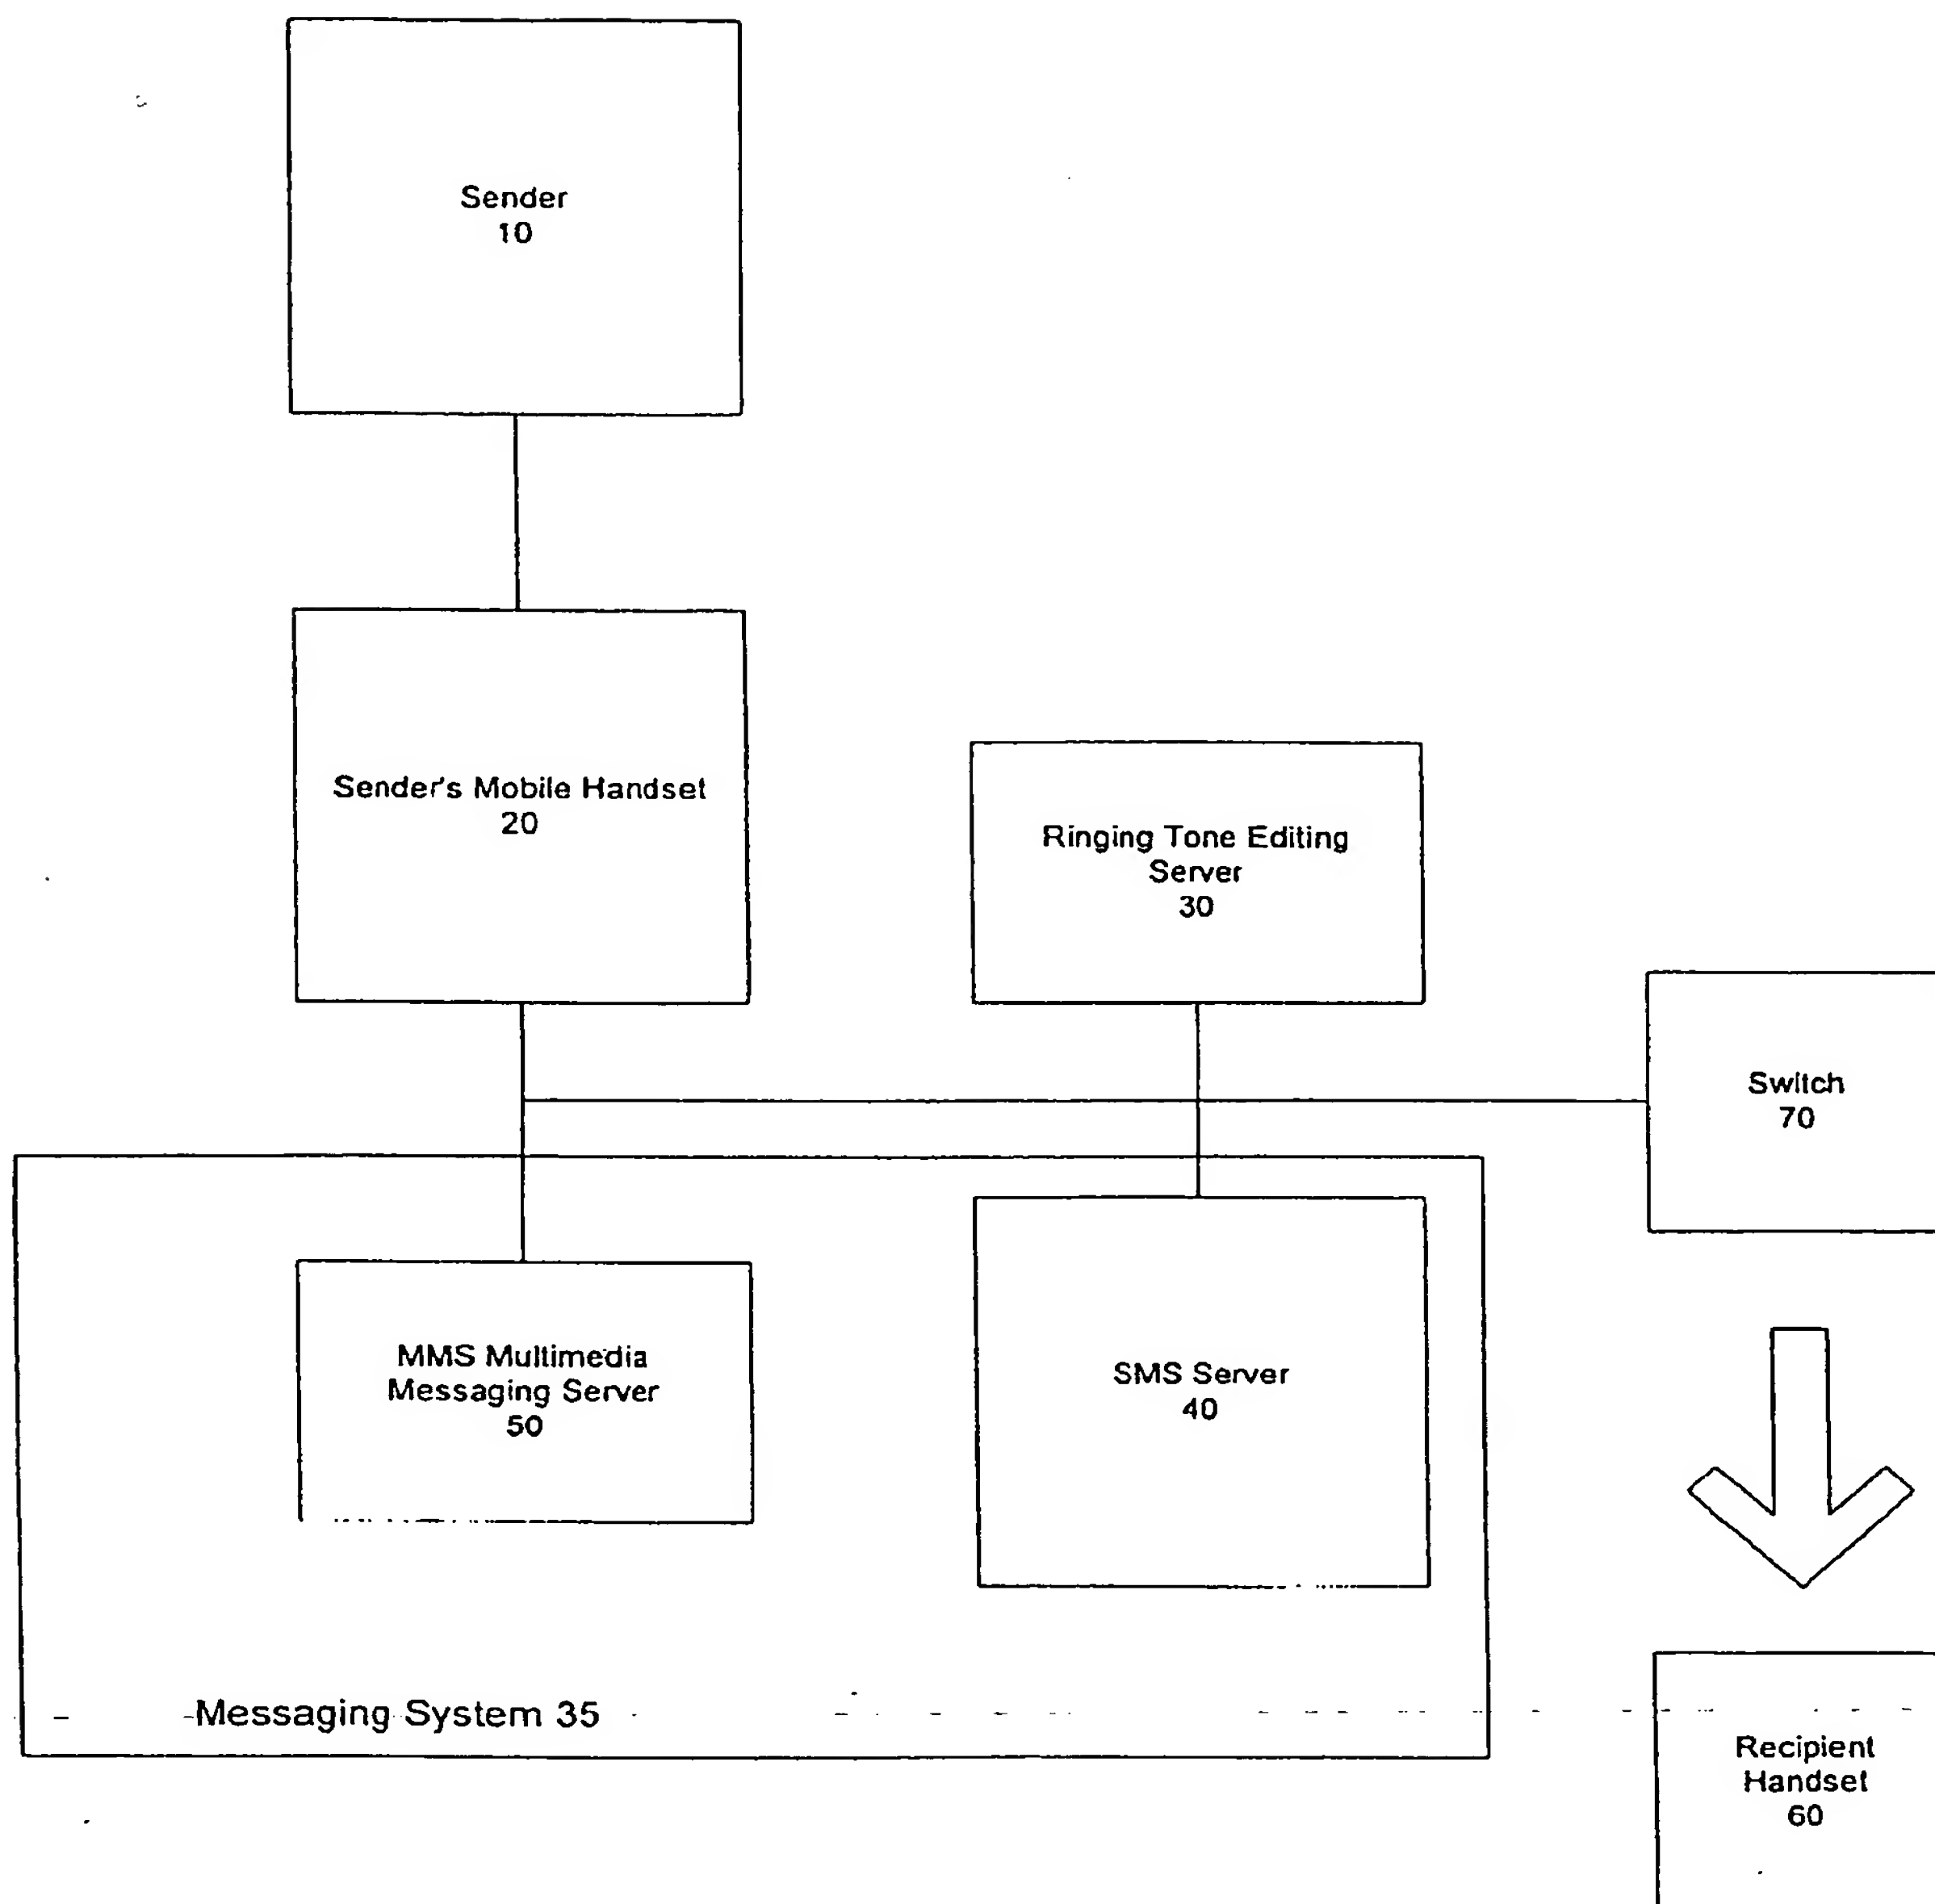 Sender
10
Sender's Mobile Handset
20
Ringing Tone Editing
Server
30
Switch
70
MMS Multimedia
Messaging Server
50
SMS Server
40
Messaging System 35
Recipient
Handset
60